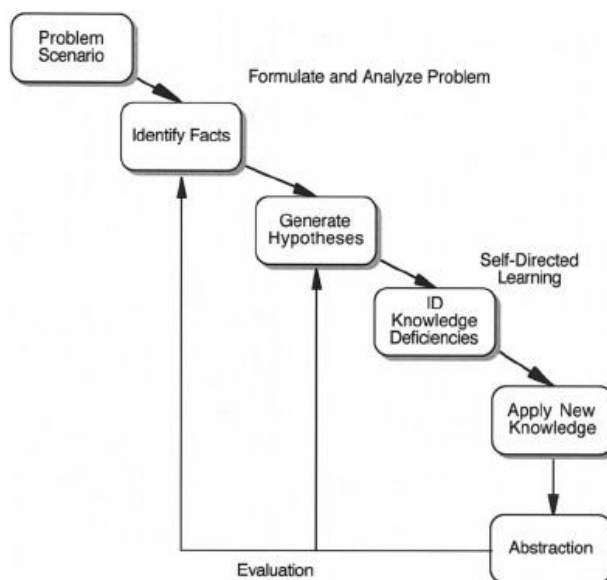 Problem
Scenario
Formulate and Analyze Problem
Identify Facts
Generate
Hypotheses
Self-Directed
Learning
ID
Knowledge
Deficiencies
Apply New
Knowledge
Abstraction
Evaluation